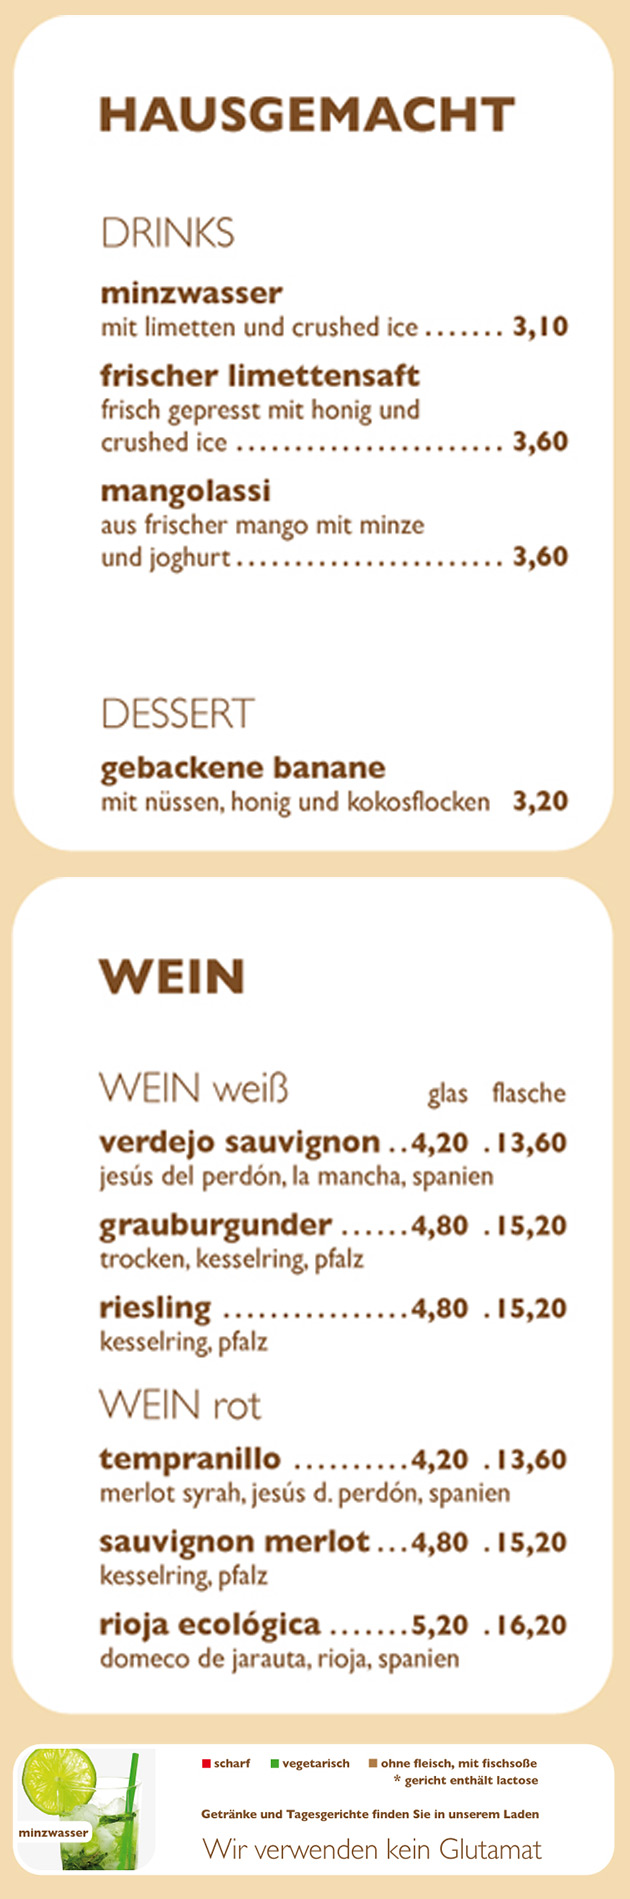 HAUSGEMACHT
DRINKS
minzwasser
mit limetten und crushed ice ....... 3,10
frischer limettensaft
frisch gepresst mit honig und
crushed ice ....................... 3,60
mangolassi
aus frischer mango mit minze
und joghurt....................... 3,60
DESSERT
gebackene banane
mit nüssen, honig und kokosflocken 3,20
WEIN
WEIN weiß glas flasche
verdejo sauvignon ..4,20 .13,60
jesús del perdón, la mancha, spanien
grauburgunder ......4,80 .15,20
trocken, kesselring, pfalz
riesling ................4,80 .15,20
kesselring, pfalz
WEIN rot
tempranillo ..........4,20 .13,60
merlot syrah, jesús d. perdón, spanien
sauvignon merlot...4,80 .15,20
kesselring, pfalz
rioja ecológica .......5,20 .16,20
domeco de jarauta, rioja, spanien
scharf vegetarisch ohne fleisch, mit fischsoße
* gericht enthält lactose
Getränke und Tagesgerichte finden Sie in unserem Laden
minzwasser
Wir verwenden kein Glutamat